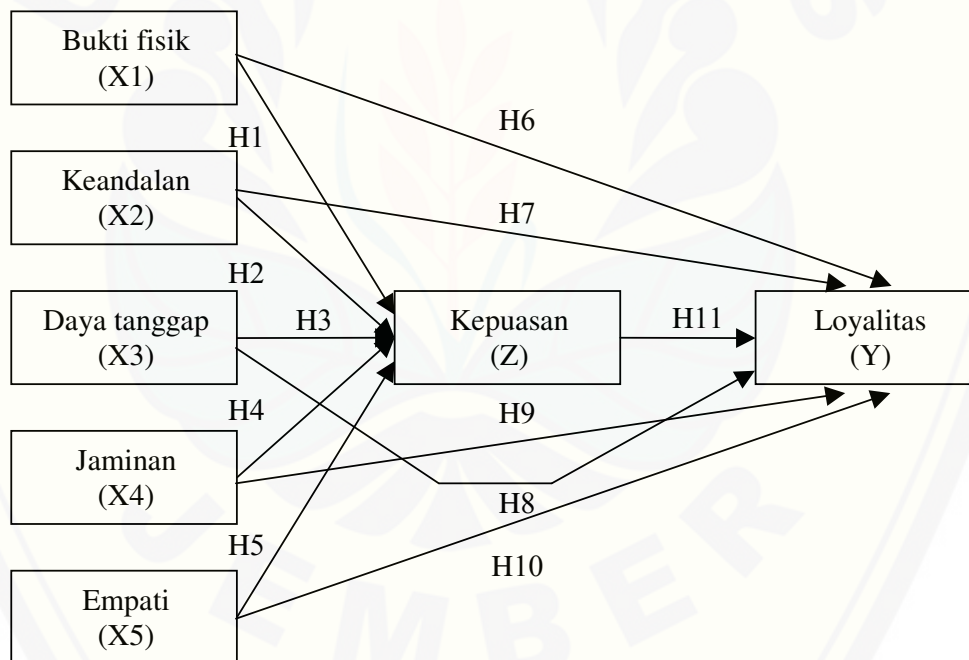 Bukti fisik
(X1)
H6
H1
Keandalan
(X2)
H7
H2
Daya tanggap
(X3)
H3
Kepuasan
(Z)
H11
Loyalitas
(Y)
H4
H9
Jaminan
(X4)
H8
H5
H10
Empati
(X5)
EMBER